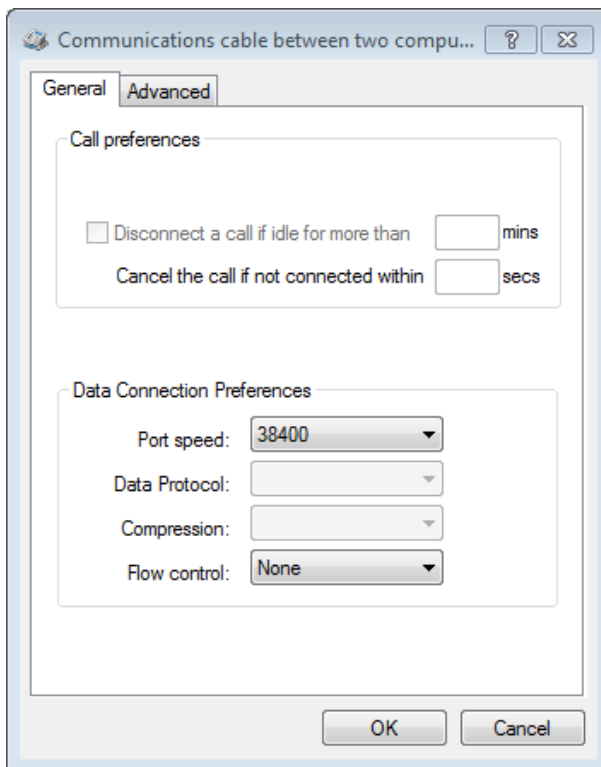 Communications cable between two compu...
General Advanced
Call preferences
Disconnect a call if idle for more than mins
Cancel the call if not connected within secs
Data Connection Preferences
Port speed: 38400
Data Protocol:
Compression:
Flow control: None
OK Cancel